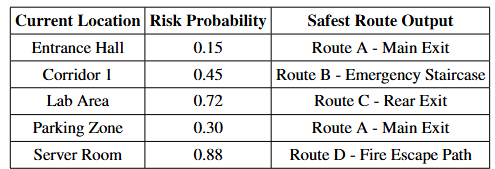 Current Location Risk Probability Safest Route Output
Entrance Hall 0.15 Route A - Main Exit
Corridor 1 0.45 Route B - Emergency Staircase
Lab Area 0.72 Route C - Rear Exit
Parking Zone 0.30 Route A - Main Exit
Server Room 0.88 Route D - Fire Escape Path